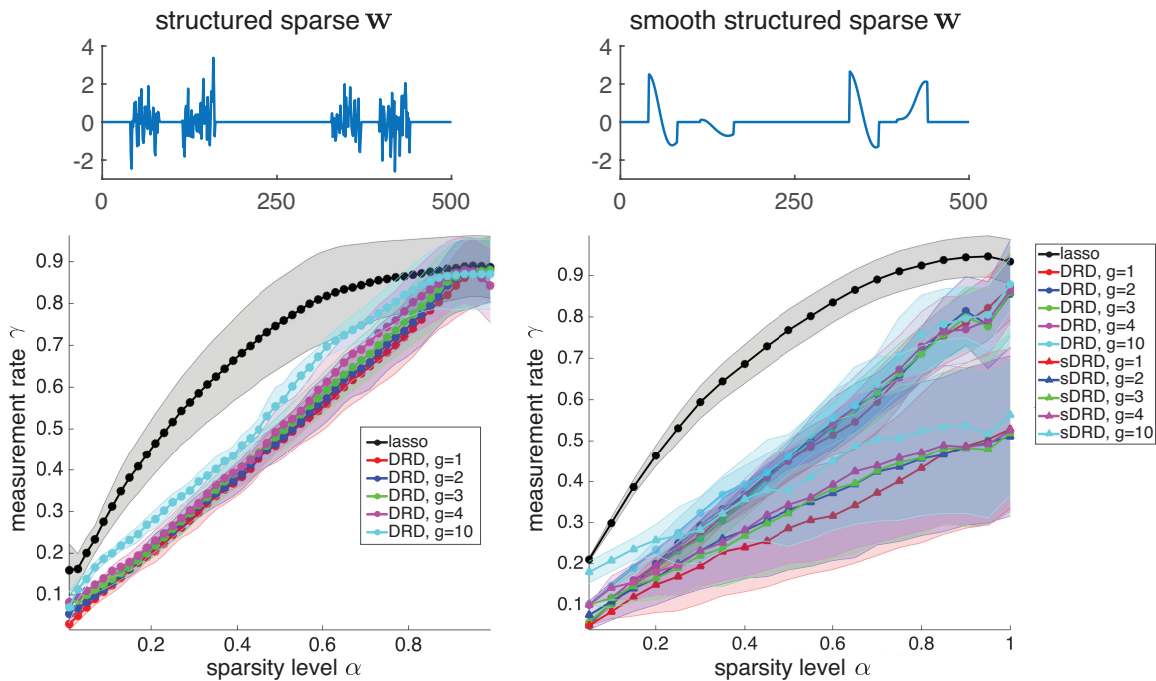 structured sparse w
4
2
0
-2
0
250
500
smooth structured sparse w
4
2
0
-2
0
250
500
measurement rate γ
0.9
0.8
0.7
0.6
0.5
0.4
0.3
0.2
0.1
0.2
0.4
0.6
0.8
sparsity level α
lasso
DRD, g=1
DRD, g=2
DRD, g=3
DRD, g=4
DRD, g=10
measurement rate γ
0.9
0.8
0.7
0.6
0.5
0.4
0.3
0.2
0.1
0.2
0.4
0.6
0.8
1
sparsity level α
lasso
DRD, g=1
DRD, g=2
DRD, g=3
DRD, g=4
DRD, g=10
sDRD, g=1
sDRD, g=2
sDRD, g=3
sDRD, g=4
sDRD, g=10